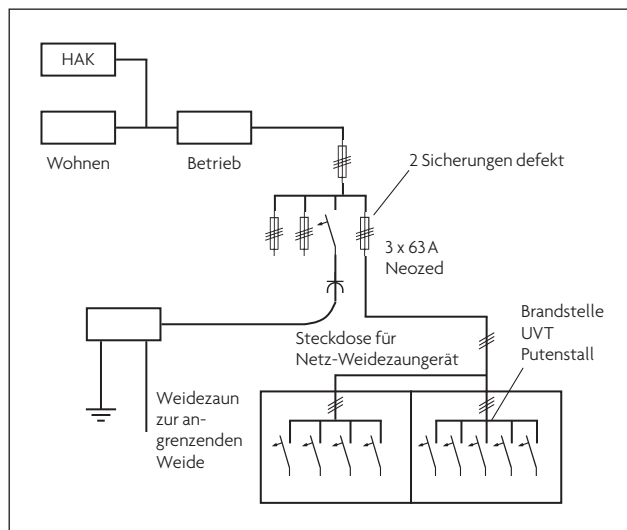 HAK
Wohnen
Betrieb
2 Sicherungen defekt
3 x 63 A
Neozed
Steckdose für
Netz-Weidezaungerät
Brandstelle
UVT
Putenstall
Weidezaun
zur an-
grenzenden
Weide